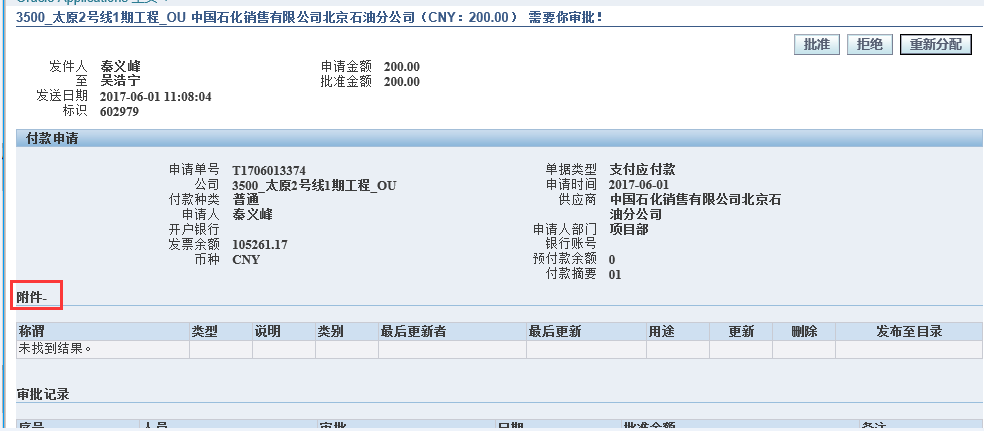 Oracle Applications 主页
3500_太原2号线1期工程_OU 中国石化销售有限公司北京石油分公司（CNY：200.00） 需要你审批！
批准 拒绝 重新分配
发件人 秦义峰 申请金额 200.00
至 吴浩宁 批准金额 200.00
发送日期 2017-06-01 11:08:04
标识 602979
付款申请
申请单号 T1706013374 单据类型 支付应付款
公司 3500_太原2号线1期工程_OU 申请时间 2017-06-01
付款种类 普通 供应商 中国石化销售有限公司北京石
申请人 秦义峰 油分公司
开户银行 申请人部门 项目部
发票余额 105261.17 银行账号
币种 CNY 预付款余额 0
付款摘要 01
附件-
称谓 类型 说明 类别 最后更新者 最后更新 用途 更新 删除 发布至目录
未找到结果。
审批记录
序号 人员 审批 日期 批准金额 备注